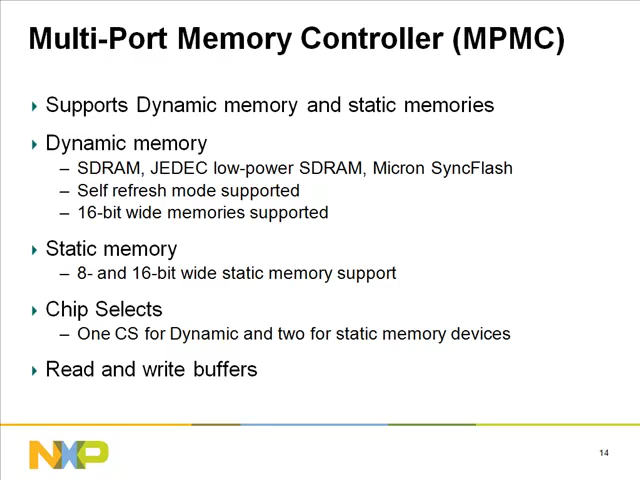 Multi-Port Memory Controller (MPMC)
Supports Dynamic memory and static memories
Dynamic memory
– SDRAM, JEDEC low-power SDRAM, Micron SyncFlash
– Self refresh mode supported
– 16-bit wide memories supported
Static memory
– 8- and 16-bit wide static memory support
Chip Selects
– One CS for Dynamic and two for static memory devices
Read and write buffers
NXP
14